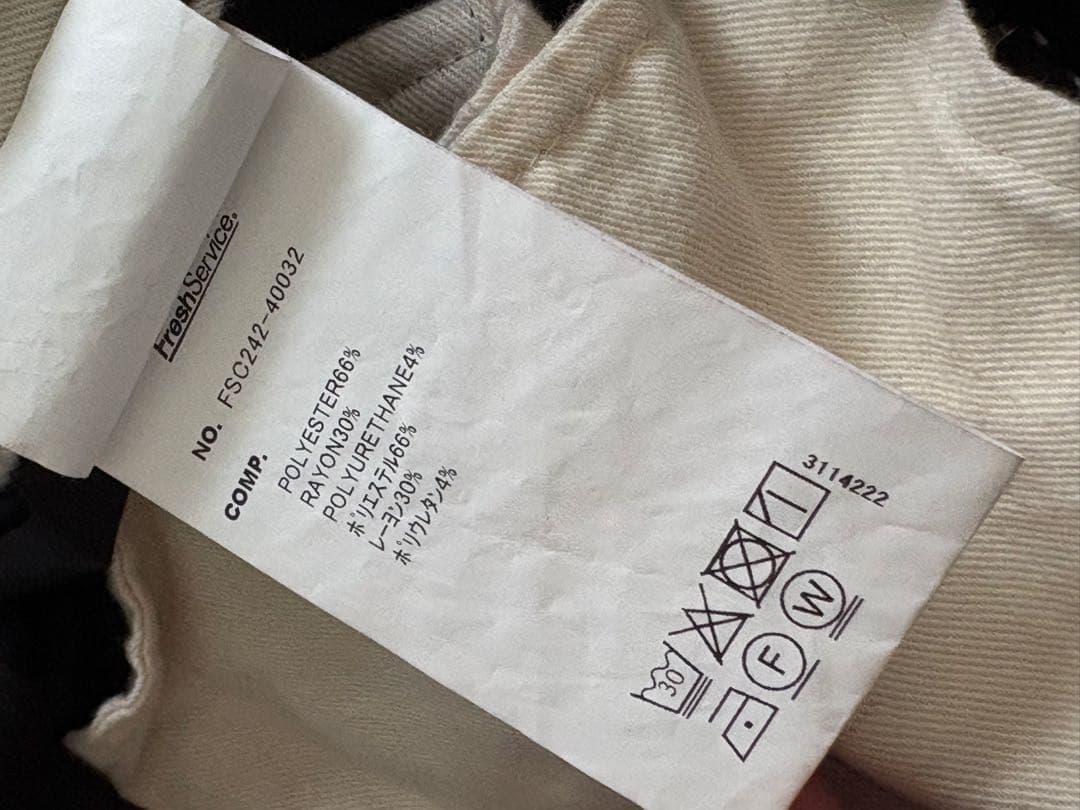 FreshService.
NO. FSC242-40032
COMP.
POLYESTER66%
RAYON30%
POLYURETHANE4%
ポリエステル66%
レーヨン30%
ポリウレタン4%
3114222
30
F W